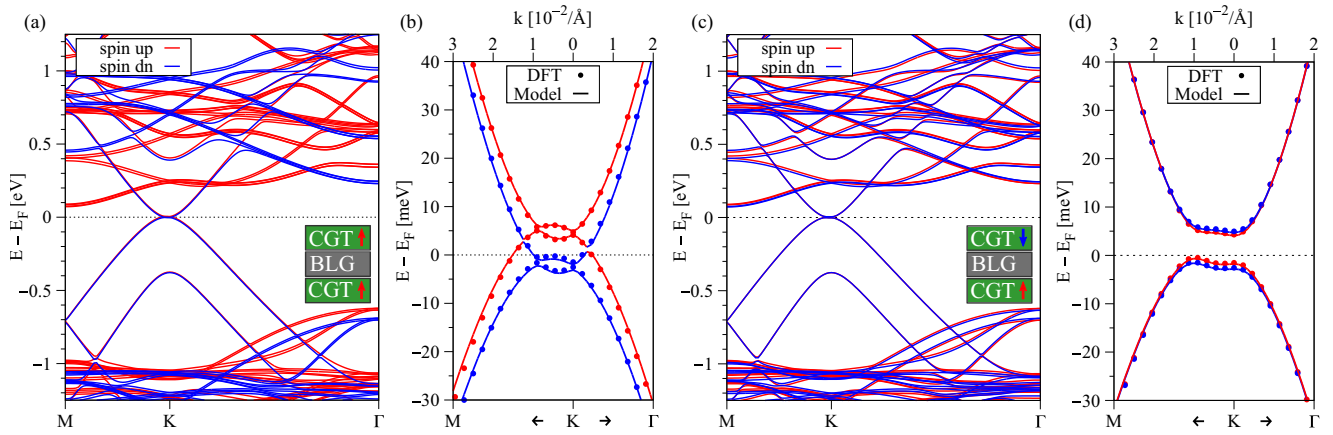 (a)
spin up
spin dn
E − E_F [eV]
1
0.5
0
−0.5
−1
M
K
Γ
CGT
BLG
CGT
(b)
k [10⁻²/Å]
3 2 1 0 1 2
DFT
Model
E − E_F [meV]
40
30
20
10
0
−10
−20
−30
M
K
Γ
(c)
spin up
spin dn
E − E_F [eV]
1
0.5
0
−0.5
−1
M
K
Γ
CGT
BLG
CGT
(d)
k [10⁻²/Å]
3 2 1 0 1 2
DFT
Model
E − E_F [meV]
40
30
20
10
0
−10
−20
−30
M
K
Γ